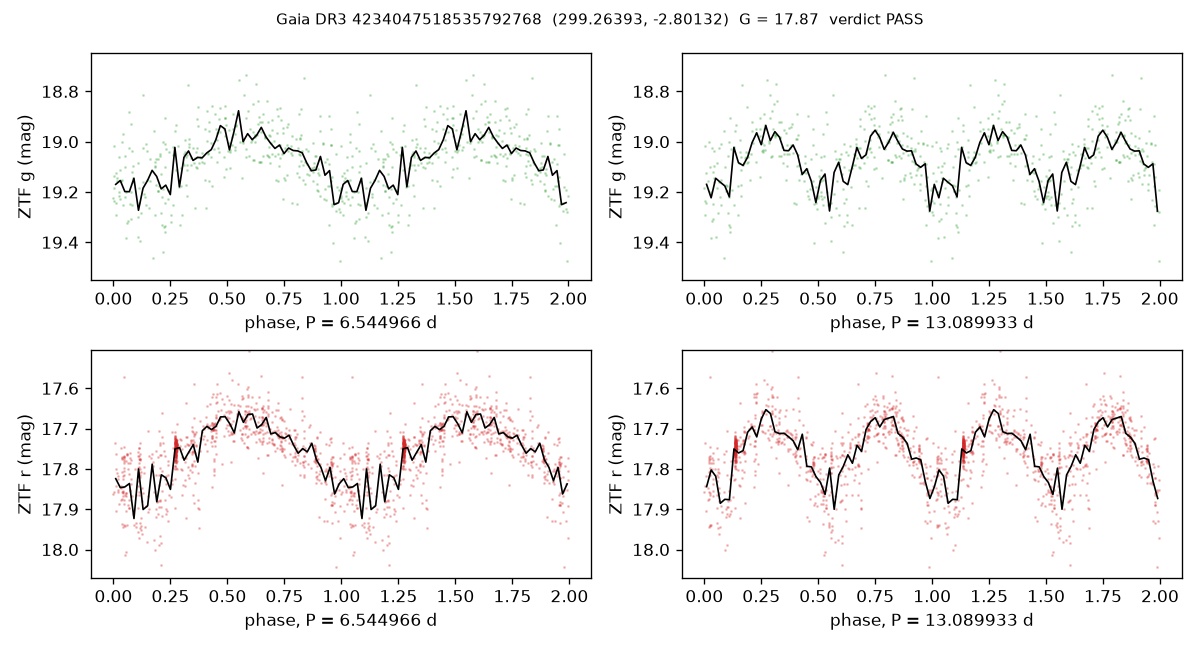 Gaia DR3 4234047518535792768  (299.26393, -2.80132)  G = 17.87  verdict PASS
ZTF g (mag)
18.8
19.0
19.2
19.4
0.00 0.25 0.50 0.75 1.00 1.25 1.50 1.75 2.00
phase, P = 6.544966 d
ZTF g (mag)
18.8
19.0
19.2
19.4
0.00 0.25 0.50 0.75 1.00 1.25 1.50 1.75 2.00
phase, P = 13.089933 d
ZTF r (mag)
17.6
17.7
17.8
17.9
18.0
0.00 0.25 0.50 0.75 1.00 1.25 1.50 1.75 2.00
phase, P = 6.544966 d
ZTF r (mag)
17.6
17.7
17.8
17.9
18.0
0.00 0.25 0.50 0.75 1.00 1.25 1.50 1.75 2.00
phase, P = 13.089933 d